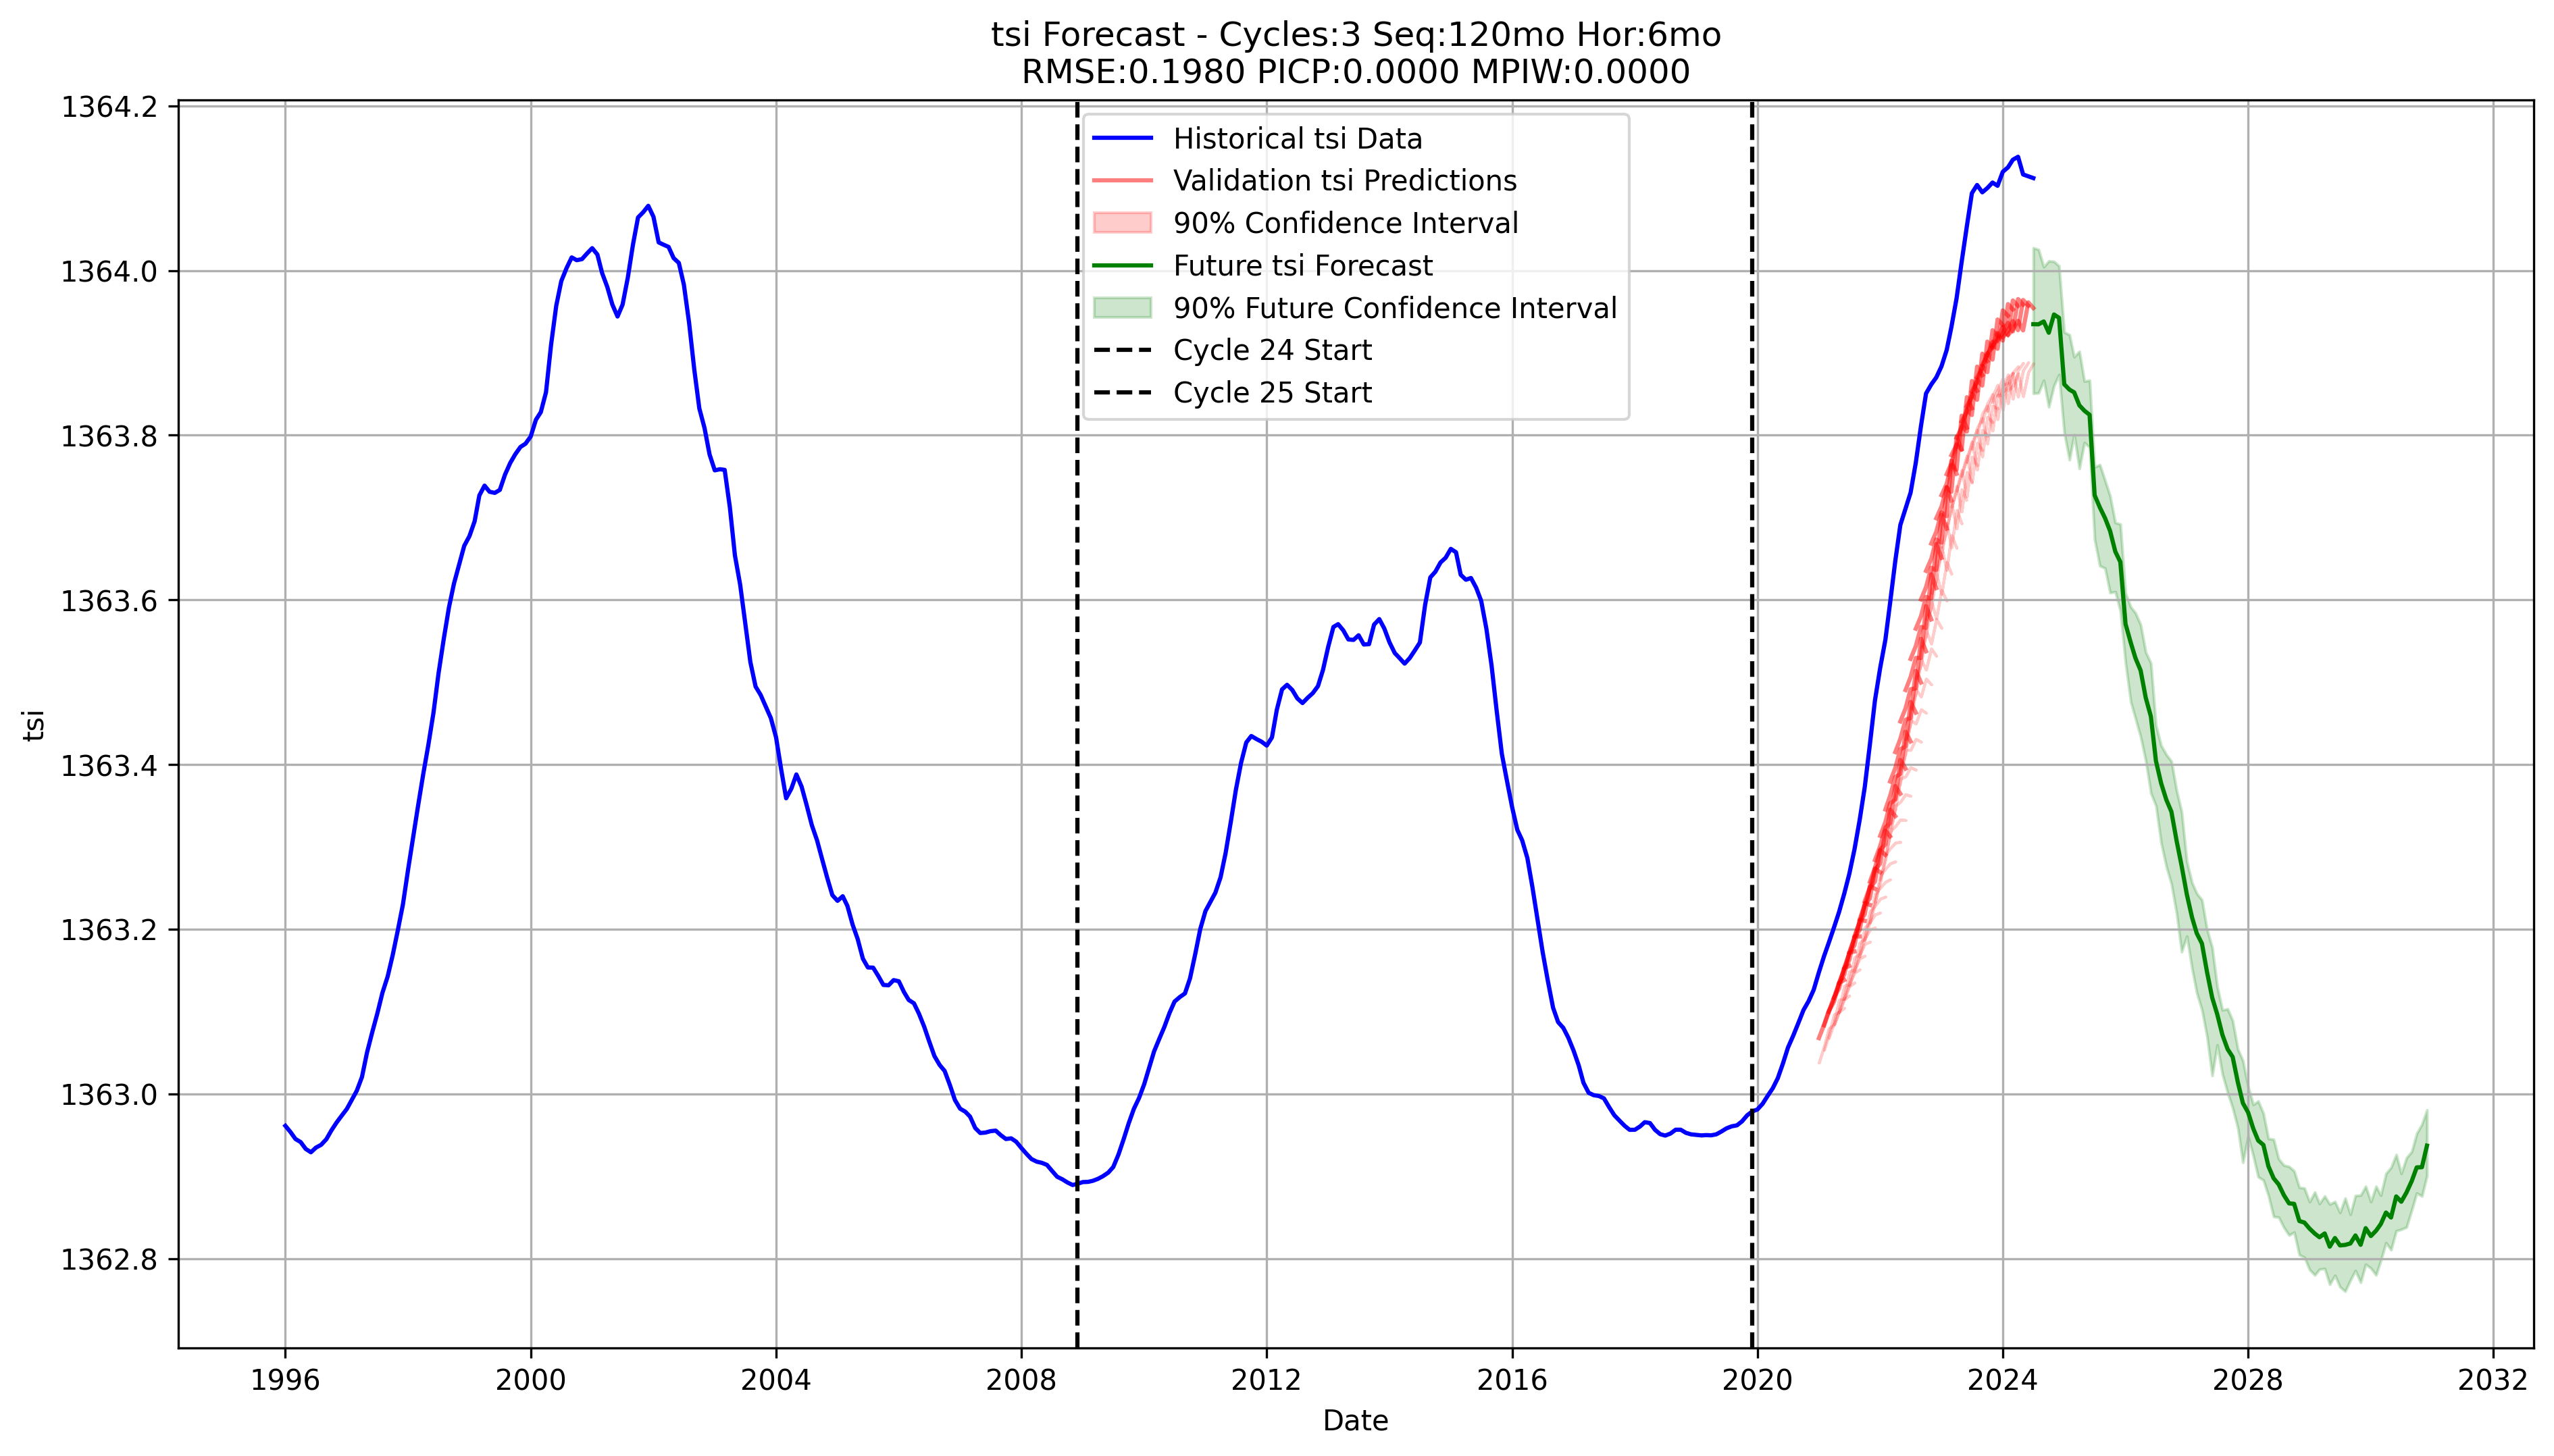 tsi Forecast - Cycles:3 Seq:120mo Hor:6mo
RMSE:0.1980 PICP:0.0000 MPIW:0.0000
1364.2
1364.0
1363.8
1363.6
1363.4
1363.2
1363.0
1362.8
tsi
Historical tsi Data
Validation tsi Predictions
90% Confidence Interval
Future tsi Forecast
90% Future Confidence Interval
Cycle 24 Start
Cycle 25 Start
1996 2000 2004 2008 2012 2016 2020 2024 2028 2032
Date